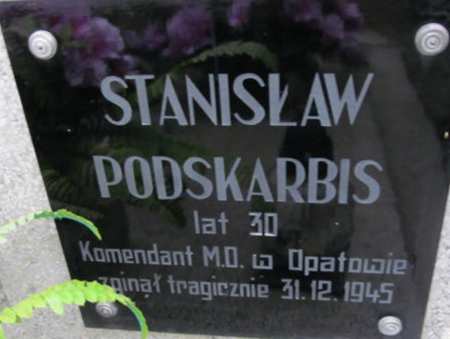 STANISŁAW
PODSKARBIS
lat 30
Komendant M.O. w Opatowie
zginął tragicznie 31.12.1945